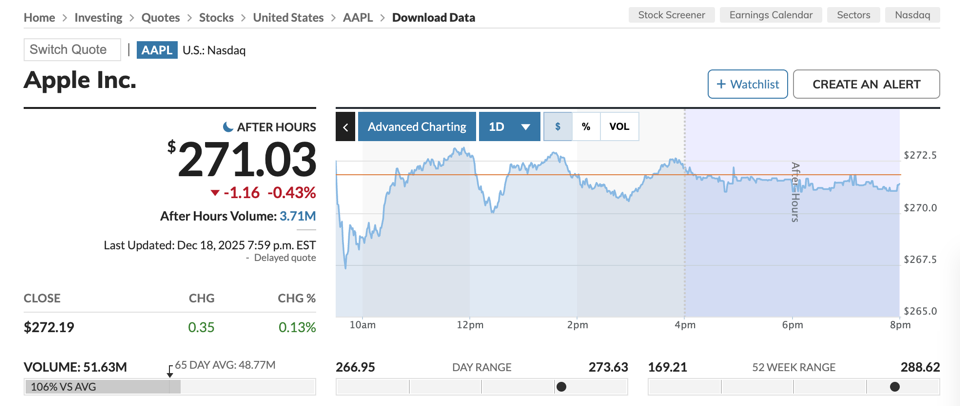 Home > Investing > Quotes > Stocks > United States > AAPL > Download Data
Stock Screener Earnings Calendar Sectors Nasdaq
Switch Quote | AAPL U.S.: Nasdaq
Apple Inc.
+ Watchlist CREATE AN ALERT
AFTER HOURS
$271.03
-1.16 -0.43%
After Hours Volume: 3.71M
Last Updated: Dec 18, 2025 7:59 p.m. EST
- Delayed quote
CLOSE CHG CHG %
$272.19 0.35 0.13%
VOLUME: 51.63M 65 DAY AVG: 48.77M
106% VS AVG
Advanced Charting 1D $ % VOL
$272.5
$270.0
$267.5
$265.0
After Hours
10am 12pm 2pm 4pm 6pm 8pm
266.95 DAY RANGE 273.63
169.21 52 WEEK RANGE 288.62